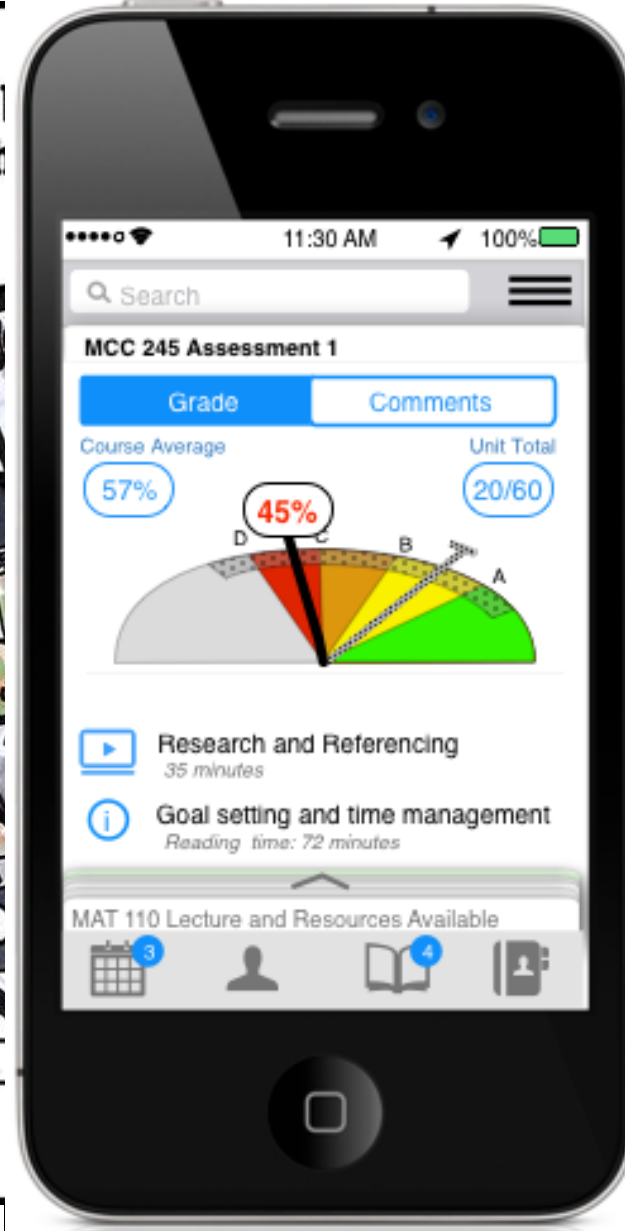 11:30 AM 100%
Search
MCC 245 Assessment 1
Grade Comments
Course Average Unit Total
57% 20/60
45%
D C B A
Research and Referencing
35 minutes
Goal setting and time management
Reading time: 72 minutes
MAT 110 Lecture and Resources Available
3 4